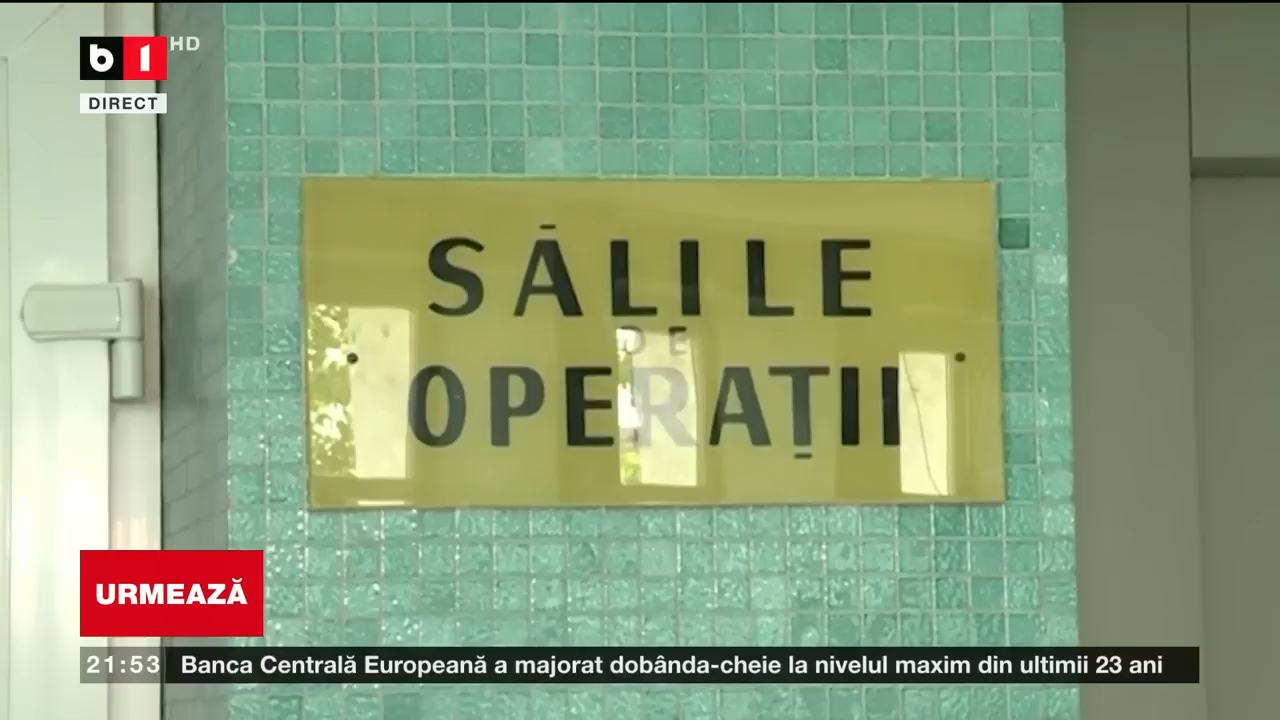 b1 HD
DIRECT
SĂLILE
DE
OPERAȚII
URMEAZĂ
21:53 Banca Centrală Europeană a majorat dobânda-cheie la nivelul maxim din ultimii 23 ani